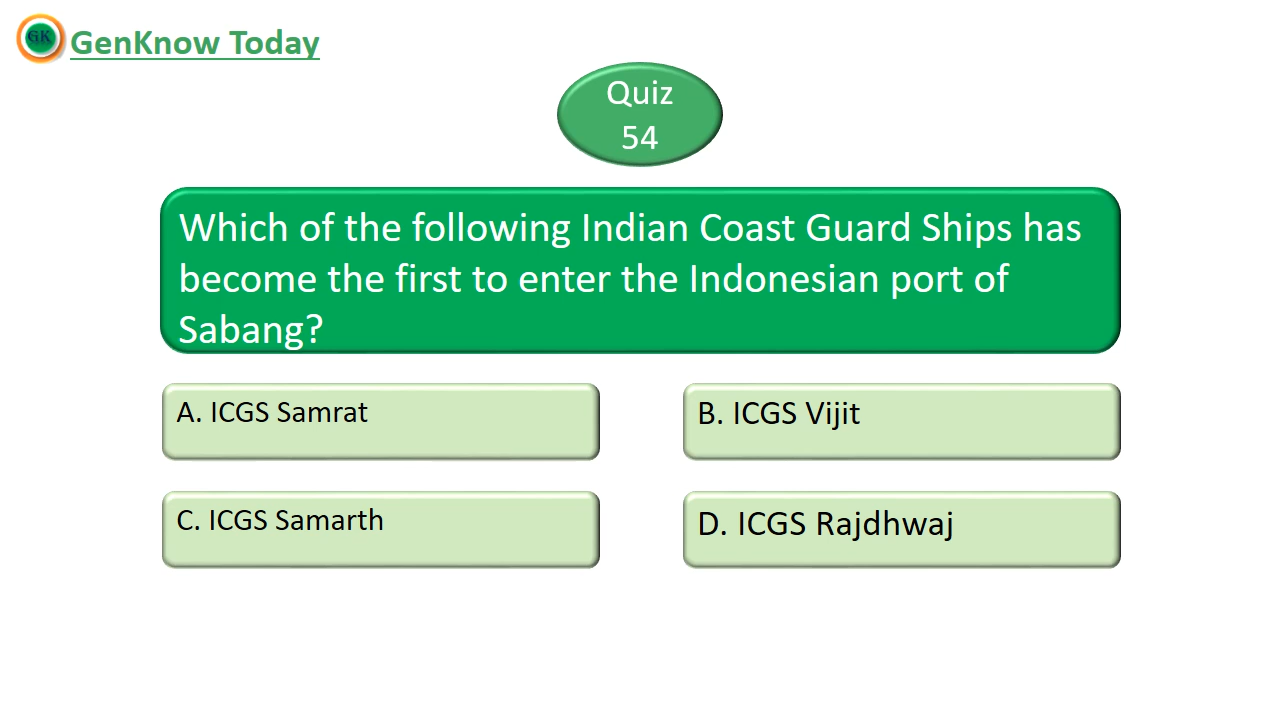 GK
GenKnow Today
Quiz
54
Which of the following Indian Coast Guard Ships has
become the first to enter the Indonesian port of
Sabang?
A. ICGS Samrat
B. ICGS Vijit
C. ICGS Samarth
D. ICGS Rajdhwaj